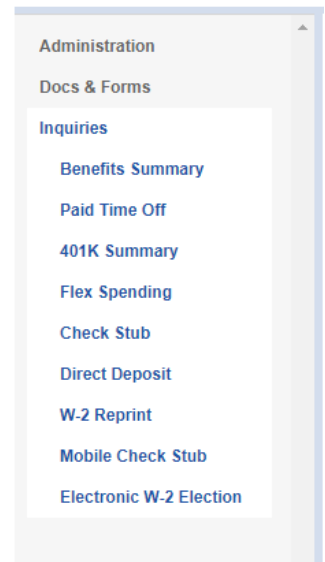 Administration
Docs & Forms
Inquiries
Benefits Summary
Paid Time Off
401K Summary
Flex Spending
Check Stub
Direct Deposit
W-2 Reprint
Mobile Check Stub
Electronic W-2 Election